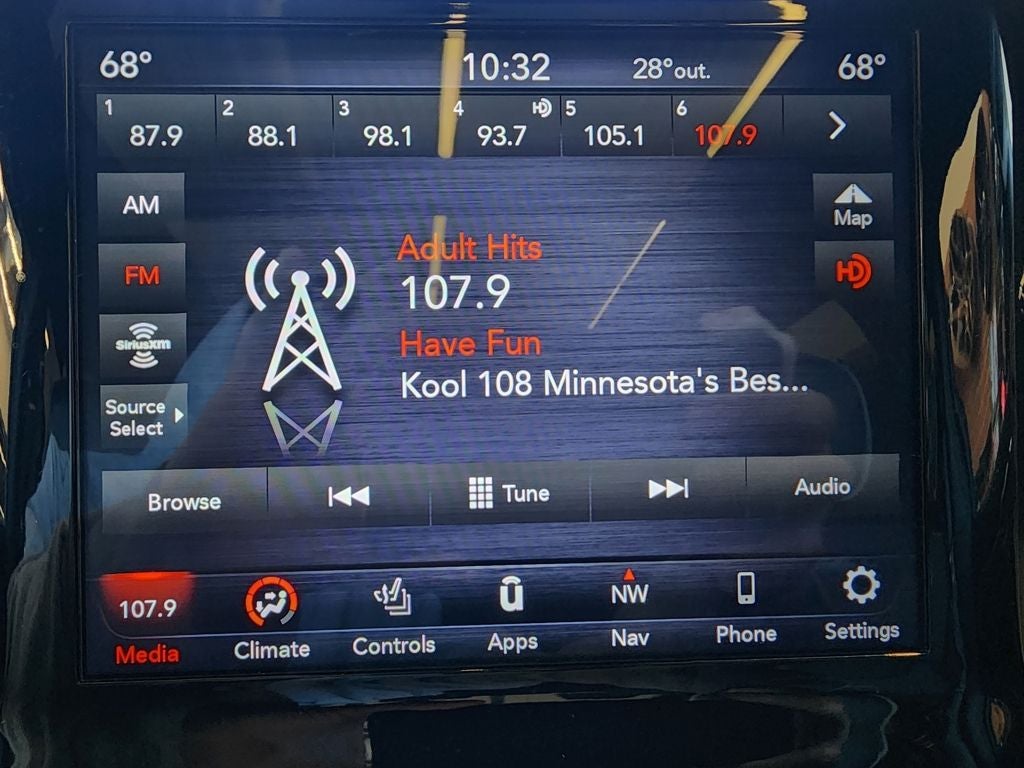 68° 10:32 28° out. 68°
1 2 3 4 HD 5 6
87.9 88.1 98.1 93.7 105.1 107.9
AM
Map
FM
HD
Adult Hits
107.9
Have Fun
Kool 108 Minnesota's Bes...
SiriusXM
Source
Select
Browse Tune Audio
107.9 NW
Media Climate Controls Apps Nav Phone Settings